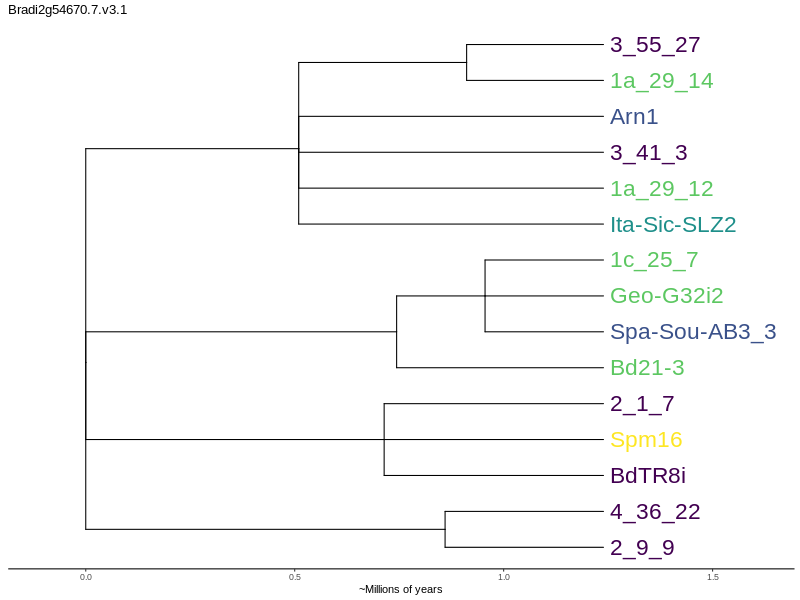 Bradi2g54670.7.v3.1
3_55_27
1a_29_14
Arn1
3_41_3
1a_29_12
Ita-Sic-SLZ2
1c_25_7
Geo-G32i2
Spa-Sou-AB3_3
Bd21-3
2_1_7
Spm16
BdTR8i
4_36_22
2_9_9
0.0 0.5 1.0 1.5
~Millions of years